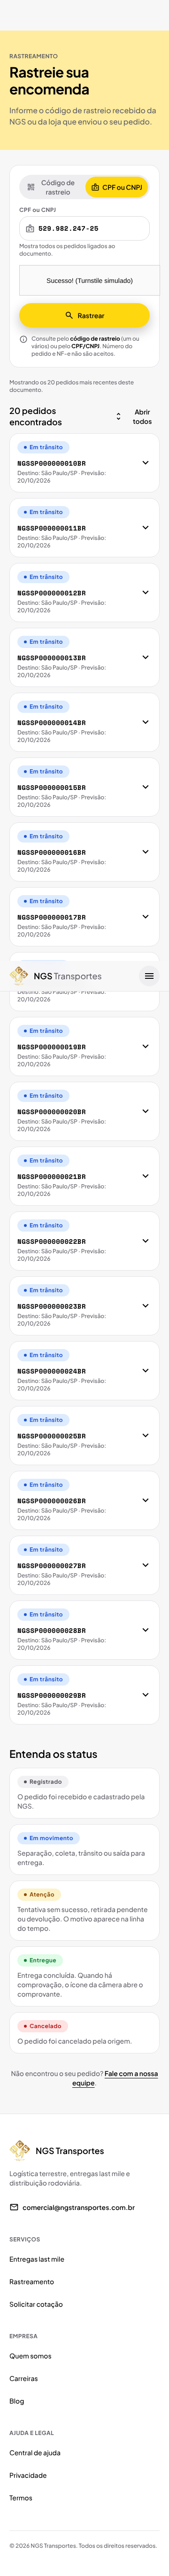 RASTREAMENTO
Rastreie sua
encomenda
Informe o código de rastreio recebido da
NGS ou da loja que enviou o seu pedido.
Código de
rastreio
CPF ou CNPJ
CPF ou CNPJ
529.982.247-25
Mostra todos os pedidos ligados ao
documento.
Sucesso! (Turnstile simulado)
Rastrear
Consulte pelo código de rastreio (um ou
vários) ou pelo CPF/CNPJ. Número do
pedido e NF-e não são aceitos.
Mostrando os 20 pedidos mais recentes deste
documento.
20 pedidos
encontrados
Abrir
todos
Em trânsito
NGSSP000000010BR
Destino: São Paulo/SP · Previsão:
20/10/2026
Em trânsito
NGSSP000000011BR
Destino: São Paulo/SP · Previsão:
20/10/2026
Em trânsito
NGSSP000000012BR
Destino: São Paulo/SP · Previsão:
20/10/2026
Em trânsito
NGSSP000000013BR
Destino: São Paulo/SP · Previsão:
20/10/2026
Em trânsito
NGSSP000000014BR
Destino: São Paulo/SP · Previsão:
20/10/2026
Em trânsito
NGSSP000000015BR
Destino: São Paulo/SP · Previsão:
20/10/2026
Em trânsito
NGSSP000000016BR
Destino: São Paulo/SP · Previsão:
20/10/2026
Em trânsito
NGSSP000000017BR
Destino: São Paulo/SP · Previsão:
20/10/2026
NGS Transportes
Destino: São Paulo/SP · Previsão:
20/10/2026
Em trânsito
NGSSP000000019BR
Destino: São Paulo/SP · Previsão:
20/10/2026
Em trânsito
NGSSP000000020BR
Destino: São Paulo/SP · Previsão:
20/10/2026
Em trânsito
NGSSP000000021BR
Destino: São Paulo/SP · Previsão:
20/10/2026
Em trânsito
NGSSP000000022BR
Destino: São Paulo/SP · Previsão:
20/10/2026
Em trânsito
NGSSP000000023BR
Destino: São Paulo/SP · Previsão:
20/10/2026
Em trânsito
NGSSP000000024BR
Destino: São Paulo/SP · Previsão:
20/10/2026
Em trânsito
NGSSP000000025BR
Destino: São Paulo/SP · Previsão:
20/10/2026
Em trânsito
NGSSP000000026BR
Destino: São Paulo/SP · Previsão:
20/10/2026
Em trânsito
NGSSP000000027BR
Destino: São Paulo/SP · Previsão:
20/10/2026
Em trânsito
NGSSP000000028BR
Destino: São Paulo/SP · Previsão:
20/10/2026
Em trânsito
NGSSP000000029BR
Destino: São Paulo/SP · Previsão:
20/10/2026
Entenda os status
Registrado
O pedido foi recebido e cadastrado pela
NGS.
Em movimento
Separação, coleta, trânsito ou saída para
entrega.
Atenção
Tentativa sem sucesso, retirada pendente
ou devolução. O motivo aparece na linha
do tempo.
Entregue
Entrega concluída. Quando há
comprovação, o ícone da câmera abre o
comprovante.
Cancelado
O pedido foi cancelado pela origem.
Não encontrou o seu pedido? Fale com a nossa
equipe.
NGS Transportes
Logística terrestre, entregas last mile e
distribuição rodoviária.
comercial@ngstransportes.com.br
SERVIÇOS
Entregas last mile
Rastreamento
Solicitar cotação
EMPRESA
Quem somos
Carreiras
Blog
AJUDA E LEGAL
Central de ajuda
Privacidade
Termos
© 2026 NGS Transportes. Todos os direitos reservados.